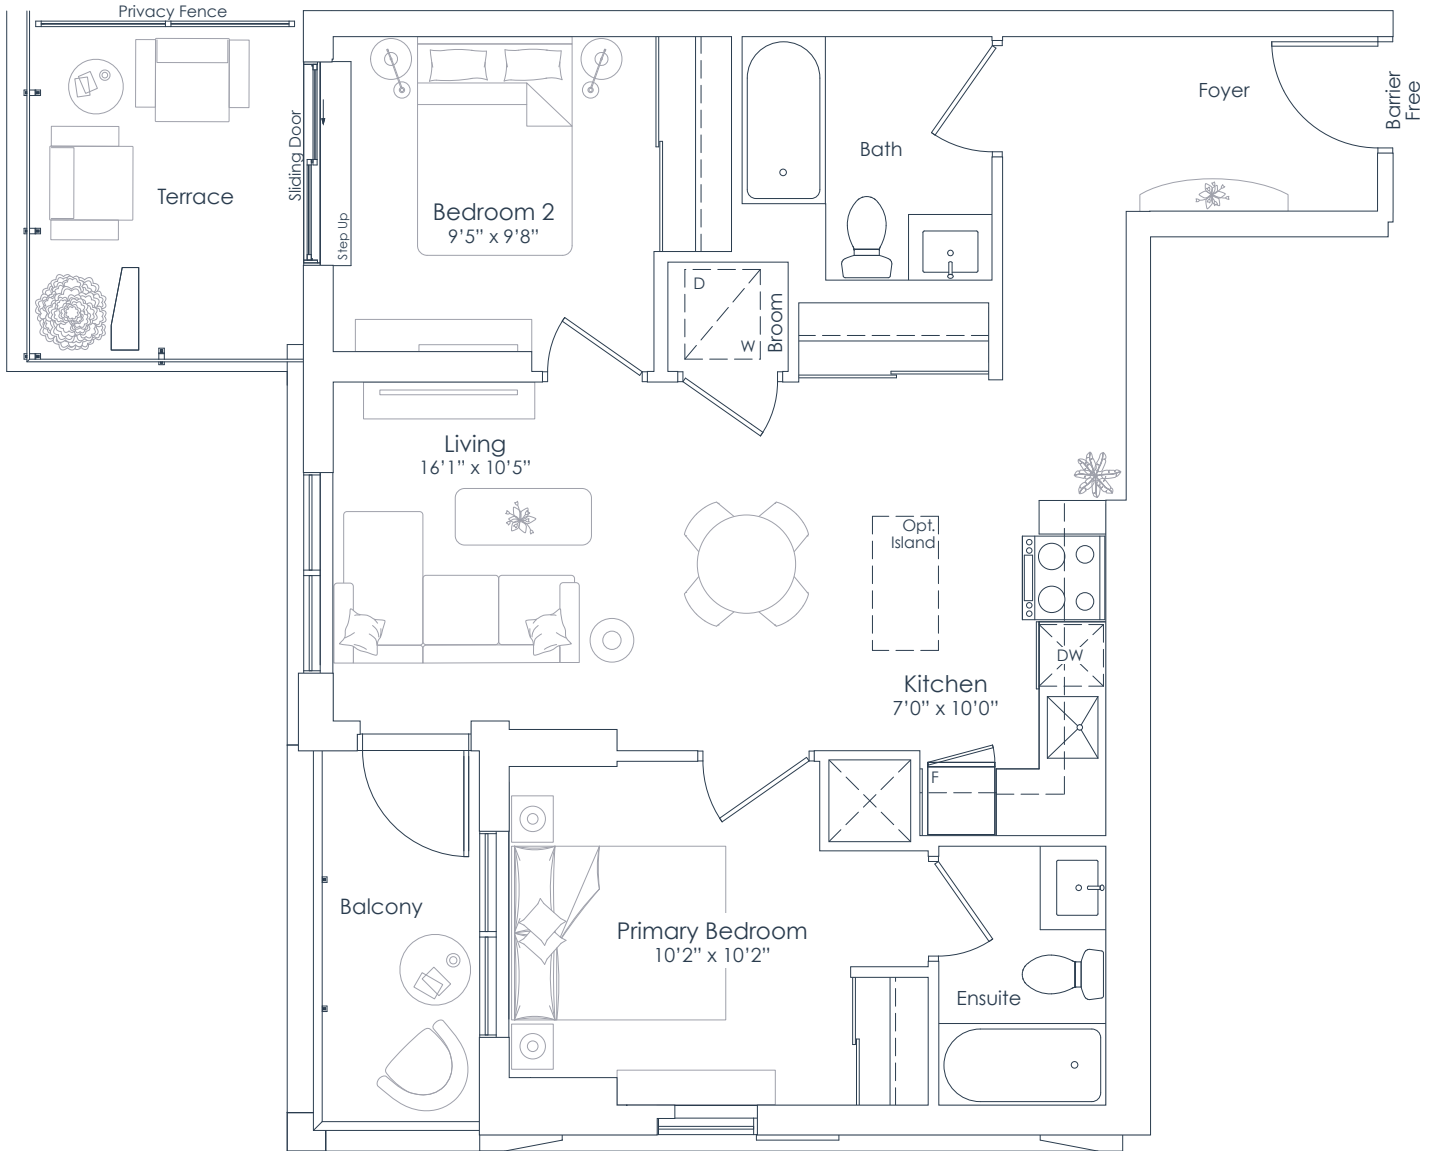 Privacy Fence
Terrace
Sliding Door
Step Up
Bedroom 2
9’5” x 9’8”
Bath
Foyer
Barrier
Free
D
W
Broom
Living
16’1” x 10’5”
Opt.
Island
DW
Kitchen
7’0” x 10’0”
F
Balcony
Primary Bedroom
10’2” x 10’2”
Ensuite